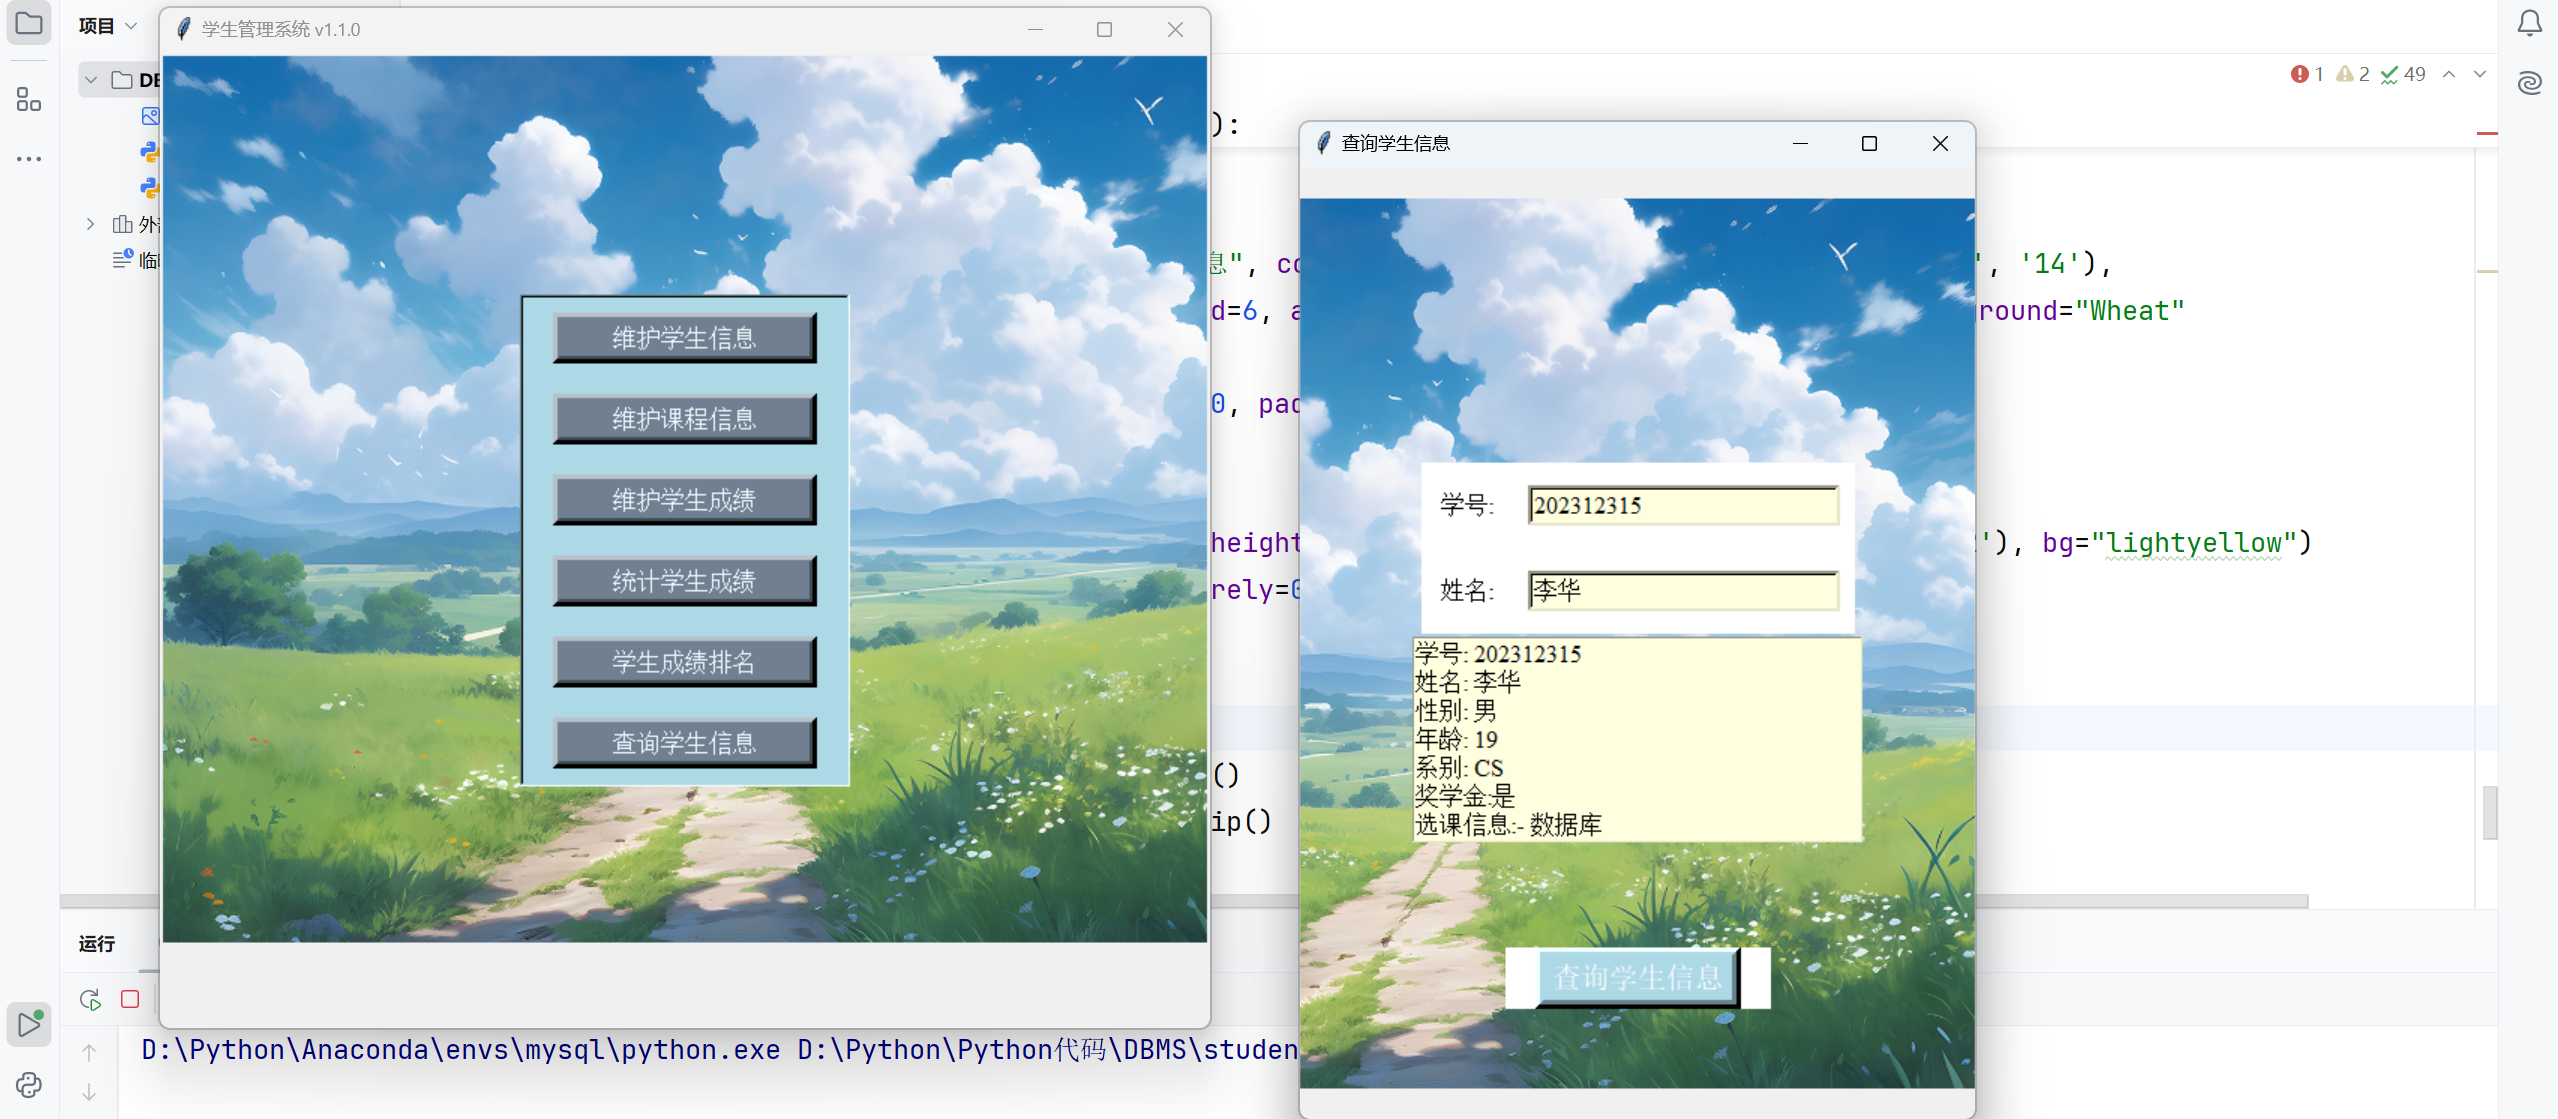 项目
学生管理系统 v1.1.0
维护学生信息
维护课程信息
维护学生成绩
统计学生成绩
学生成绩排名
查询学生信息
1 2 49
):
息", co
', '14'),
d=6, a
round="Wheat"
0, pad
height
'), bg="lightyellow")
rely=0
()
ip()
查询学生信息
学号:
202312315
姓名:
李华
学号: 202312315
姓名: 李华
性别: 男
年龄: 19
系别: CS
奖学金:是
选课信息:- 数据库
查询学生信息
运行
D:\Python\Anaconda\envs\mysql\python.exe D:\Python\Python代码\DBMS\studen